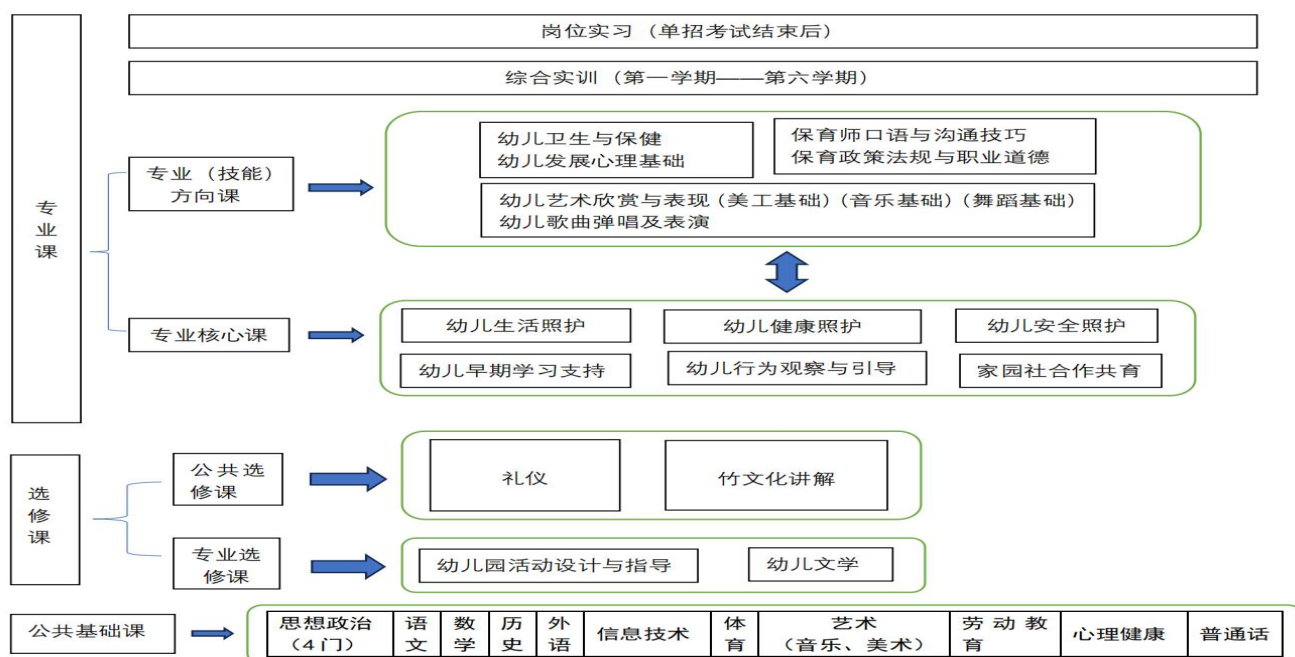 岗位实习（单招考试结束后）
综合实训（第一学期——第六学期）
专业课
专业（技能）
方向课
幼儿卫生与保健
幼儿发展心理基础
保育师口语与沟通技巧
保育政策法规与职业道德
幼儿艺术欣赏与表现(美工基础)(音乐基础)(舞蹈基础)
幼儿歌曲弹唱及表演
专业核心课
幼儿生活照护
幼儿健康照护
幼儿安全照护
幼儿早期学习支持
幼儿行为观察与引导
家园社合作共育
选修课
公共选
修课
礼仪
竹文化讲解
专业选
修课
幼儿园活动设计与指导
幼儿文学
公共基础课
思想政治
（4门）
语文
数学
历史
外语
信息技术
体育
艺术
（音乐、美术）
劳动教
育
心理健康
普通话